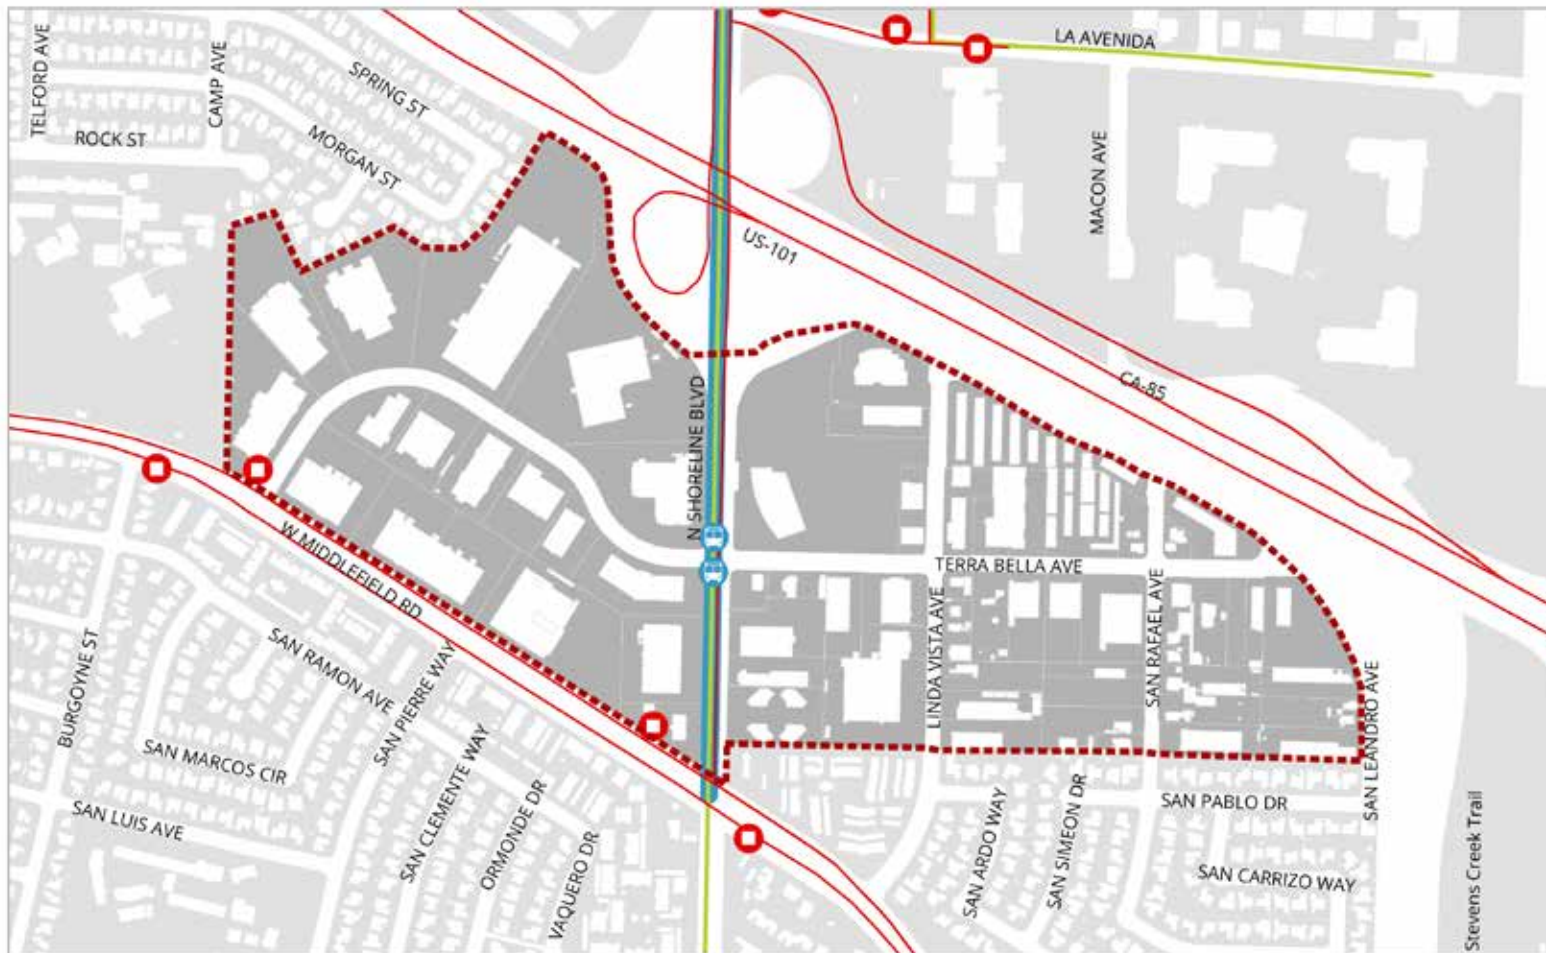 TELFORD AVE
CAMP AVE
SPRING ST
LA AVENIDA
ROCK ST
MORGAN ST
MACON AVE
US-101
CA-85
N SHORELINE BLVD
W MIDDLEFIELD RD
TERRA BELLA AVE
LINDA VISTA AVE
SAN RAFAEL AVE
SAN LEANDRO AVE
BURGOYNE ST
SAN RAMON AVE
SAN PIERRE WAY
SAN MARCOS CIR
SAN CLEMENTE WAY
SAN LUIS AVE
ORMONDE DR
VAQUERO DR
SAN ARDO WAY
SAN SIMEON DR
SAN PABLO DR
SAN CARRIZO WAY
Stevens Creek Trail